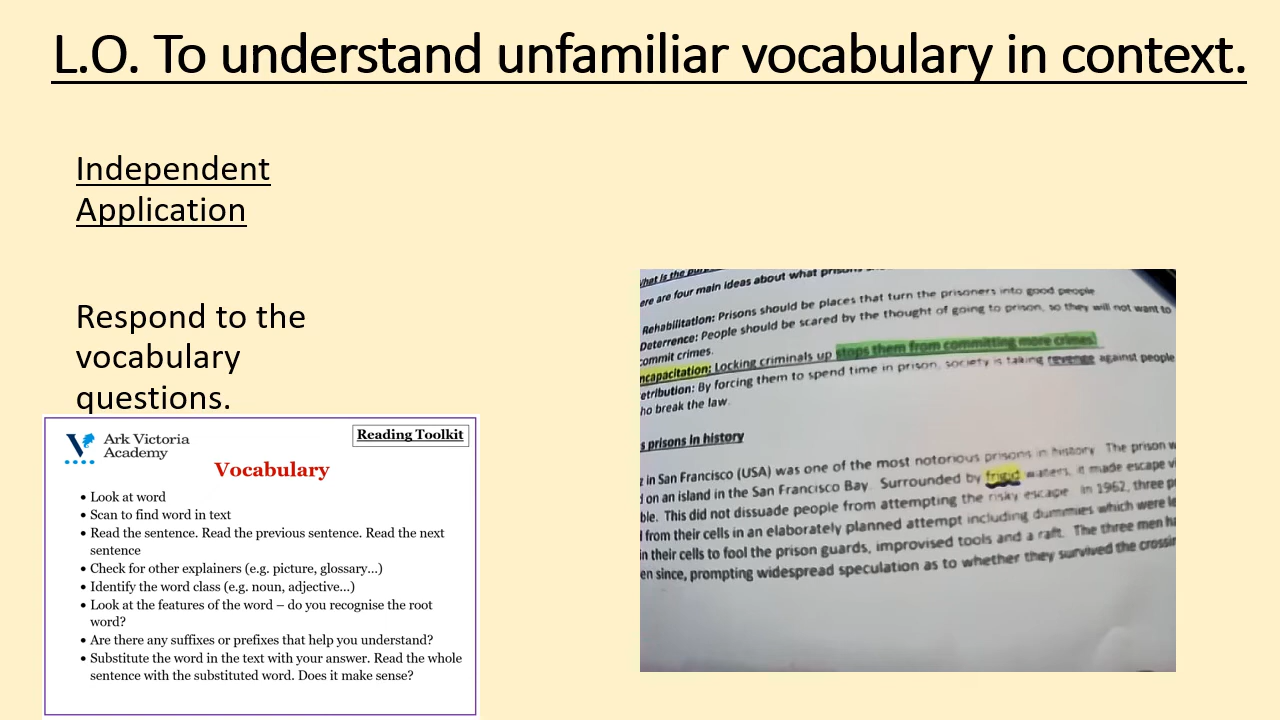 L.O. To understand unfamiliar vocabulary in context.
Independent
Application
Respond to the
vocabulary
questions.
Ark Victoria
Academy
Reading Toolkit
Vocabulary
• Look at word
• Scan to find word in text
• Read the sentence. Read the previous sentence. Read the next
sentence
• Check for other explainers (e.g. picture, glossary...)
• Identify the word class (e.g. noun, adjective...)
• Look at the features of the word – do you recognise the root
word?
• Are there any suffixes or prefixes that help you understand?
• Substitute the word in the text with your answer. Read the whole
sentence with the substituted word. Does it make sense?
What is the
ere are four main ideas about what
Rehabilitation: Prisons should be places that turn the prisoners into good people
Deterrence: People should be scared by the thought of going to prison, so they will not want to
commit crimes.
ncapacitation: Locking criminals up stops them from committing more crimes.
etribution: By forcing them to spend time in prison, society is taking revenge against people
ho break the law.
s prisons in history
z in San Francisco (USA) was one of the most notorious prisons in history. The prison w
d on an island in the San Francisco Bay. Surrounded by frigid waters, it made escape vi
ble. This did not dissuade people from attempting the risky escape. In 1962, three pr
l from their cells in an elaborately planned attempt including dummies which were le
in their cells to fool the prison guards, improvised tools and a raft. The three men ha
en since, prompting widespread speculation as to whether they survived the crossin